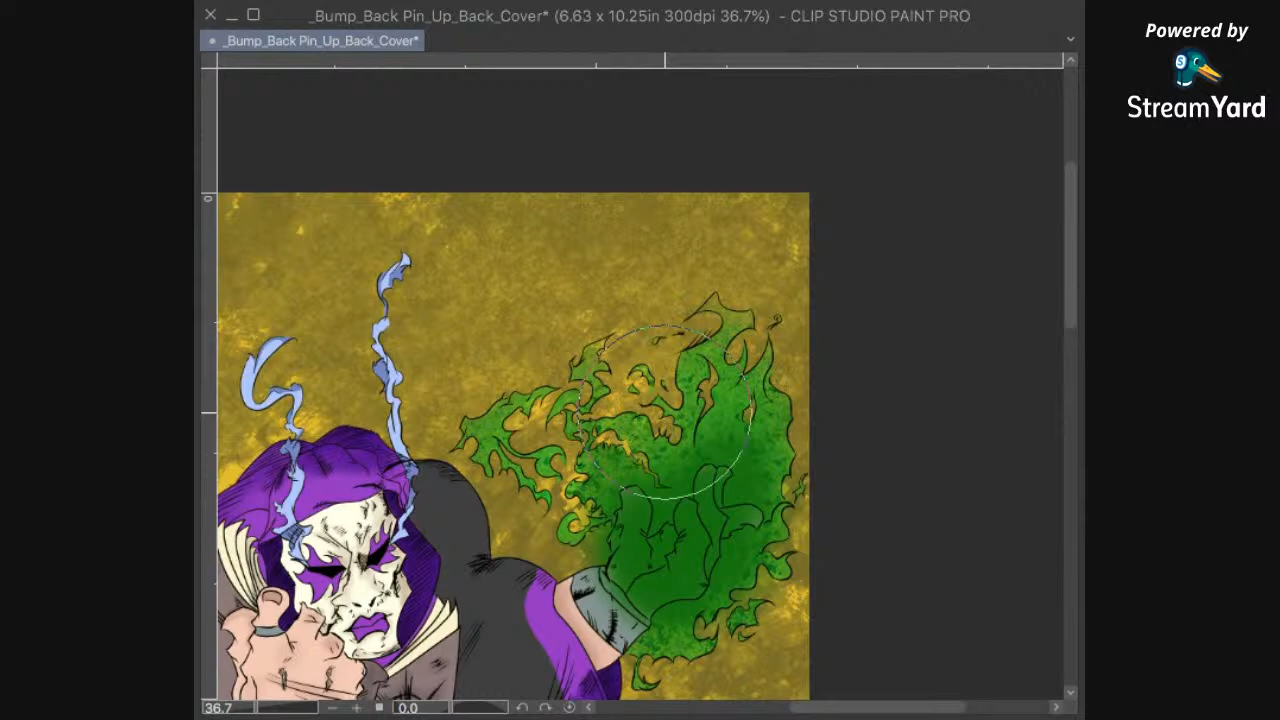 _Bump_Back Pin_Up_Back_Cover* (6.63 x 10.25in 300dpi 36.7%) - CLIP STUDIO PAINT PRO
_Bump_Back Pin_Up_Back_Cover*
Powered by
StreamYard
0
36.7
0.0